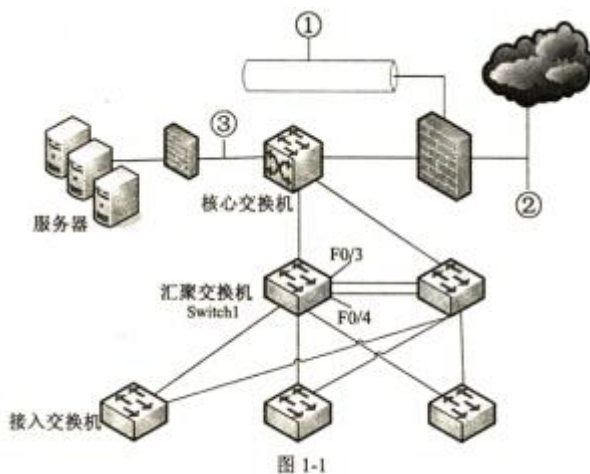 ①
③
②
服务器
核心交换机
F0/3
汇聚交换机
Switch1
F0/4
接入交换机
图 1-1